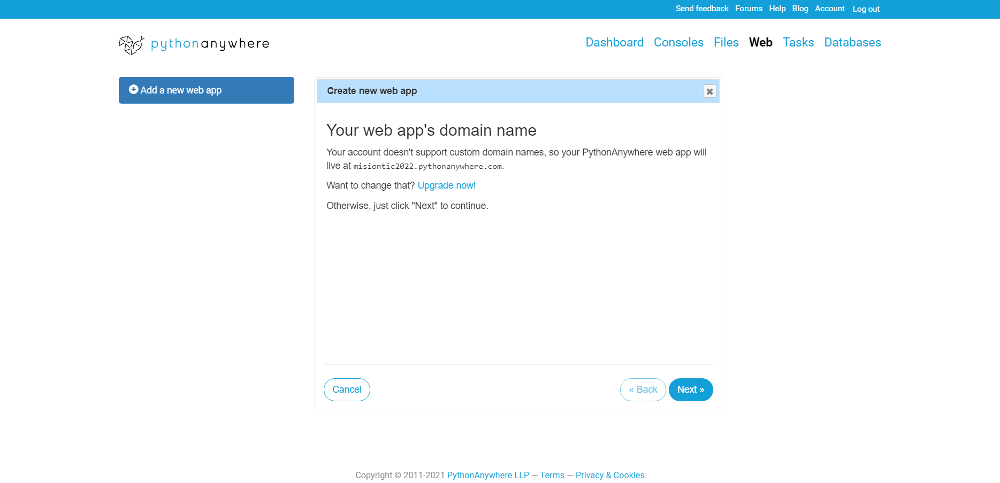 Send feedback Forums Help Blog Account Log out
pythonanywhere
Dashboard Consoles Files Web Tasks Databases
Add a new web app
Create new web app
Your web app's domain name
Your account doesn't support custom domain names, so your PythonAnywhere web app will
live at misiontic2022.pythonanywhere.com.
Want to change that? Upgrade now!
Otherwise, just click "Next" to continue.
Cancel « Back Next »
Copyright © 2011-2021 PythonAnywhere LLP — Terms — Privacy & Cookies